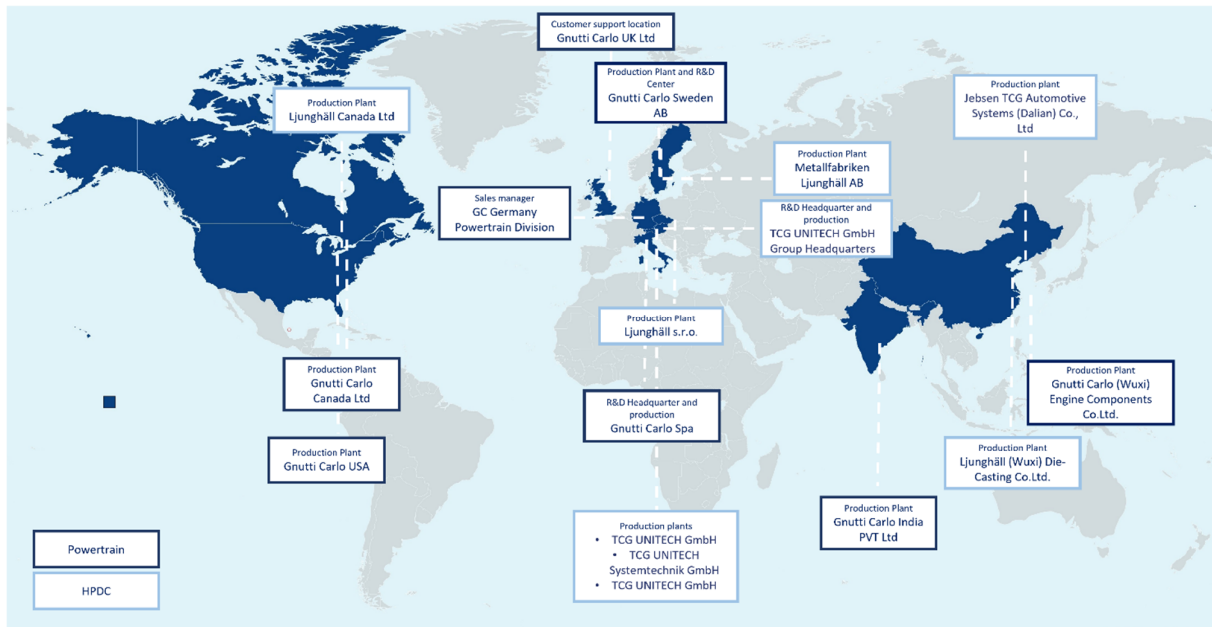 Customer support location
Gnutti Carlo UK Ltd
Production Plant and R&D
Center
Gnutti Carlo Sweden
AB
Production plant
Jebsen TCG Automotive
Systems (Dalian) Co.,
Ltd
Production Plant
Ljunghäll Canada Ltd
Production Plant
Metallfabriken
Ljunghäll AB
Sales manager
GC Germany
Powertrain Division
R&D Headquarter and
production
TCG UNITECH GmbH
Group Headquarters
Production Plant
Ljunghäll s.r.o.
Production Plant
Gnutti Carlo
Canada Ltd
Production Plant
Gnutti Carlo (Wuxi)
Engine Components
Co.Ltd.
R&D Headquarter and
production
Gnutti Carlo Spa
Production Plant
Gnutti Carlo USA
Production Plant
Ljunghäll (Wuxi) Die-
Casting Co.Ltd.
Production Plant
Gnutti Carlo India
PVT Ltd
Production plants
• TCG UNITECH GmbH
• TCG UNITECH
Systemtechnik GmbH
• TCG UNITECH GmbH
Powertrain
HPDC